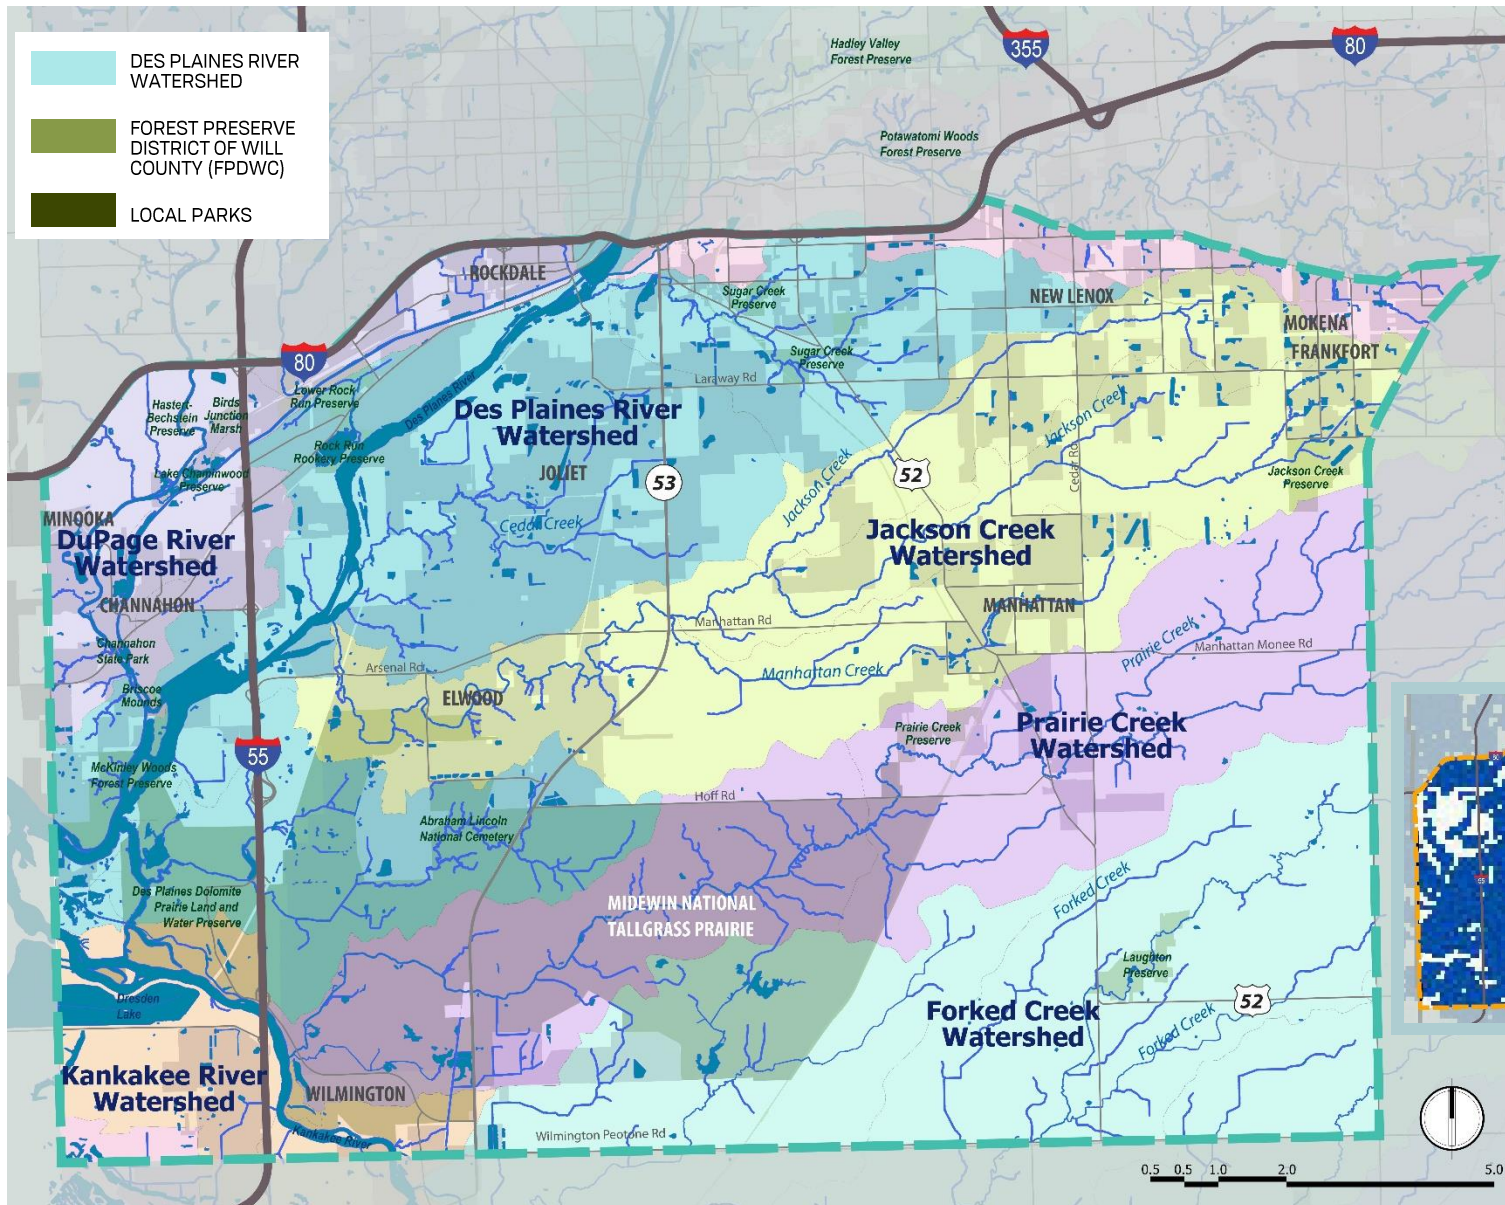 DES PLAINES RIVER
WATERSHED
FOREST PRESERVE
DISTRICT OF WILL
COUNTY (FPDWC)
LOCAL PARKS
Hadley Valley
Forest Preserve
355
80
Potawatomi Woods
Forest Preserve
ROCKDALE
Sugar Creek
Preserve
NEW LENOX
MOKENA
FRANKFORT
80
Sugar Creek
Preserve
Laraway Rd
Lower Rock
Run Preserve
Hastert-
Bechstein
Preserve
Birds
Junction
Marsh
Des Plaines River
Des Plaines River
Watershed
Rock Run
Rookery Preserve
JOLIET
Lake Chaminwood
Preserve
53
52
Jackson Creek
Jackson Creek
Cedar Rd
Jackson Creek
Preserve
MINOOKA
DuPage River
Watershed
Cedar Creek
Jackson Creek
Watershed
CHANNAHON
MANHATTAN
Manhattan Rd
Channahon
State Park
Arsenal Rd
Manhattan Creek
Prairie Creek
Manhattan Monee Rd
Briscoe
Mounds
ELWOOD
Prairie Creek
Preserve
Prairie Creek
Watershed
55
McKinley Woods
Forest Preserve
Hoff Rd
Abraham Lincoln
National Cemetery
Des Plaines Dolomite
Prairie Land and
Water Preserve
MIDEWIN NATIONAL
TALLGRASS PRAIRIE
Forked Creek
Laughton
Preserve
Dresden
Lake
Forked Creek
Watershed
52
Forked Creek
Kankakee River
Watershed
WILMINGTON
Kankakee River
Wilmington Peotone Rd
0.5 0.5 1.0 2.0 5.0